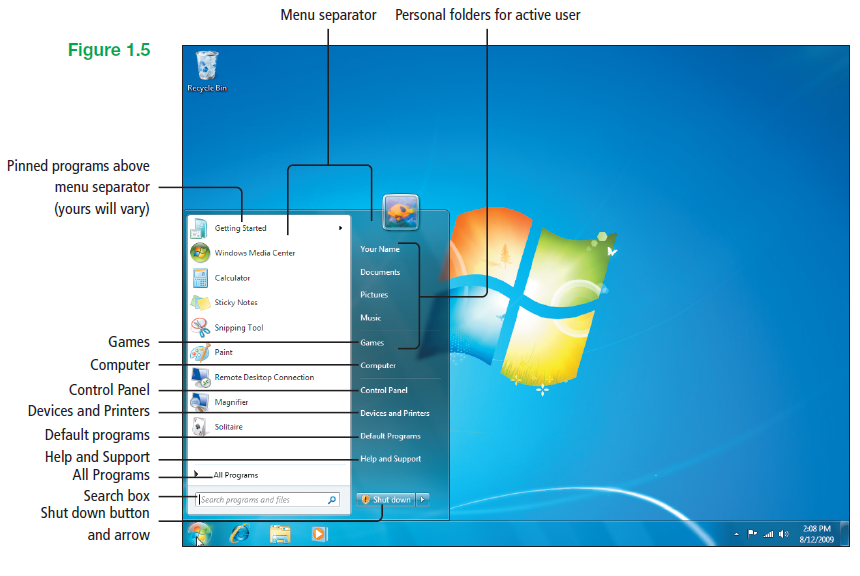 Menu separator
Personal folders for active user
Figure 1.5
Recycle Bin
Pinned programs above
menu separator
(yours will vary)
Getting Started
Windows Media Center
Calculator
Sticky Notes
Snipping Tool
Paint
Remote Desktop Connection
Magnifier
Solitaire
All Programs
Search programs and files
Your Name
Documents
Pictures
Music
Games
Computer
Control Panel
Devices and Printers
Default Programs
Help and Support
Shut down
Games
Computer
Control Panel
Devices and Printers
Default programs
Help and Support
All Programs
Search box
Shut down button
and arrow
2:08 PM
8/12/2009